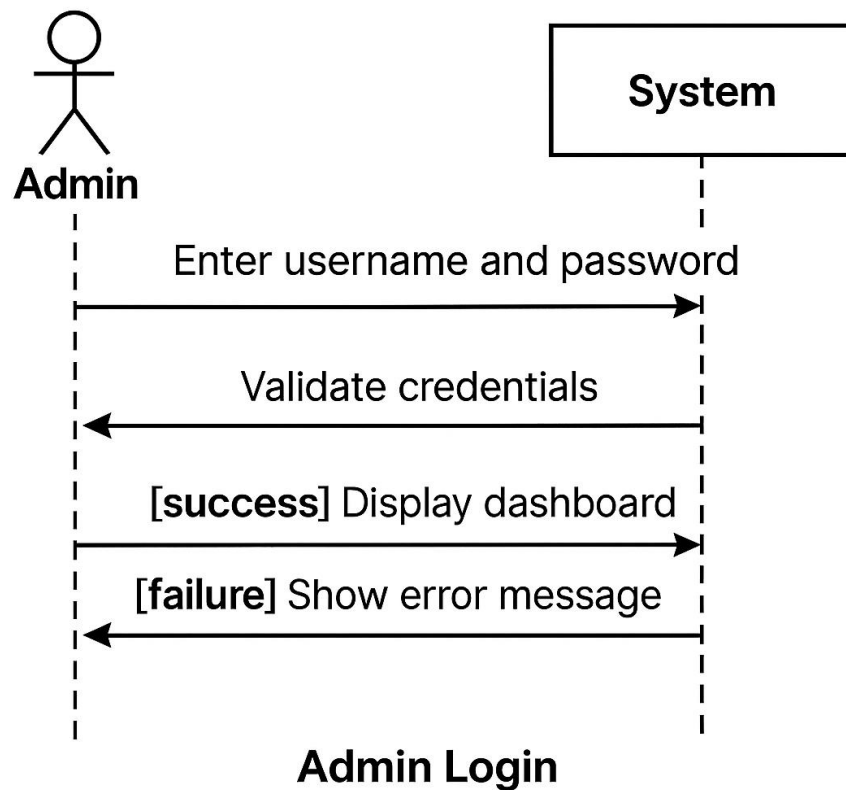 System
Admin
Enter username and password
Validate credentials
[success] Display dashboard
[failure] Show error message
Admin Login